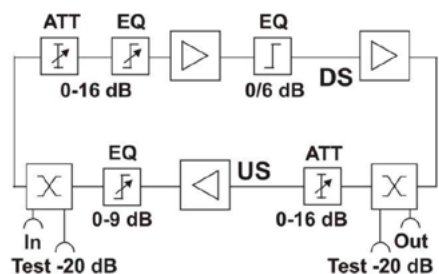 ATT EQ EQ
0-16 dB 0/6 dB DS
EQ US ATT
0-9 dB 0-16 dB
In Out
Test -20 dB Test -20 dB